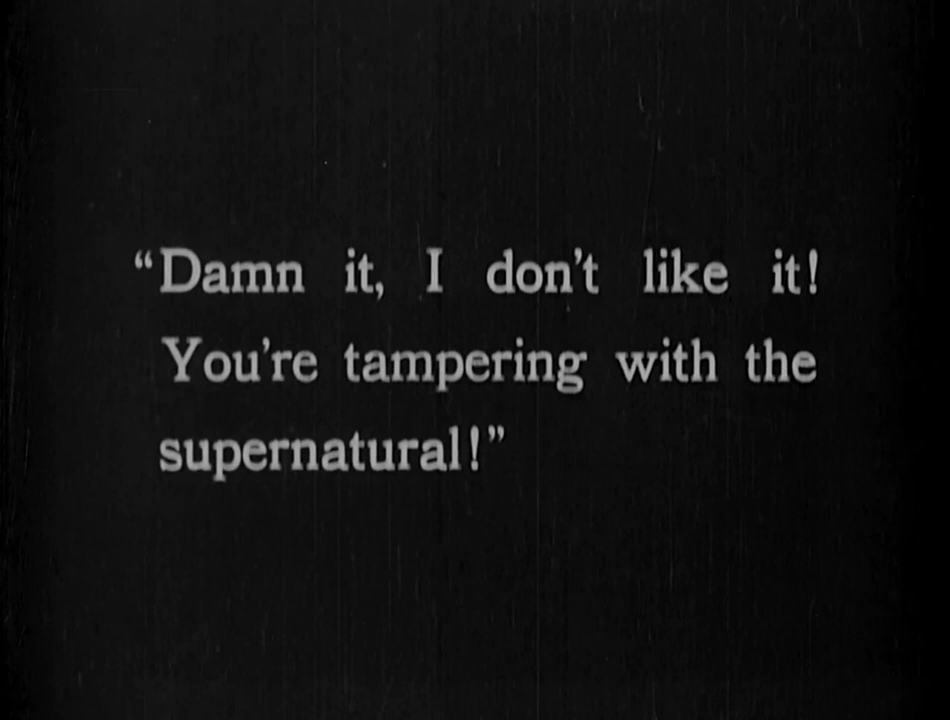 “Damn it, I don’t like it!
You’re tampering with the
supernatural!”